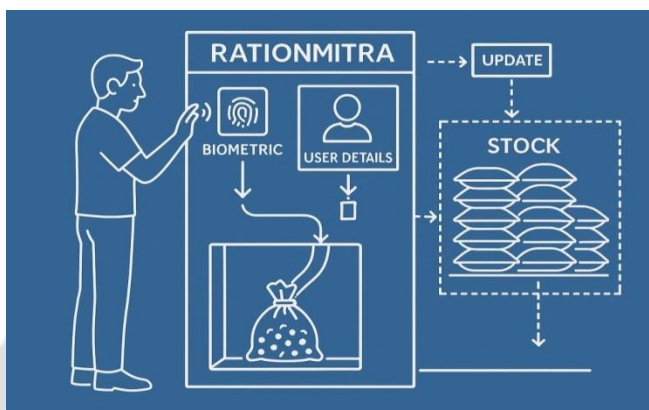 RATIONMITRA
UPDATE
BIOMETRIC
USER DETAILS
STOCK